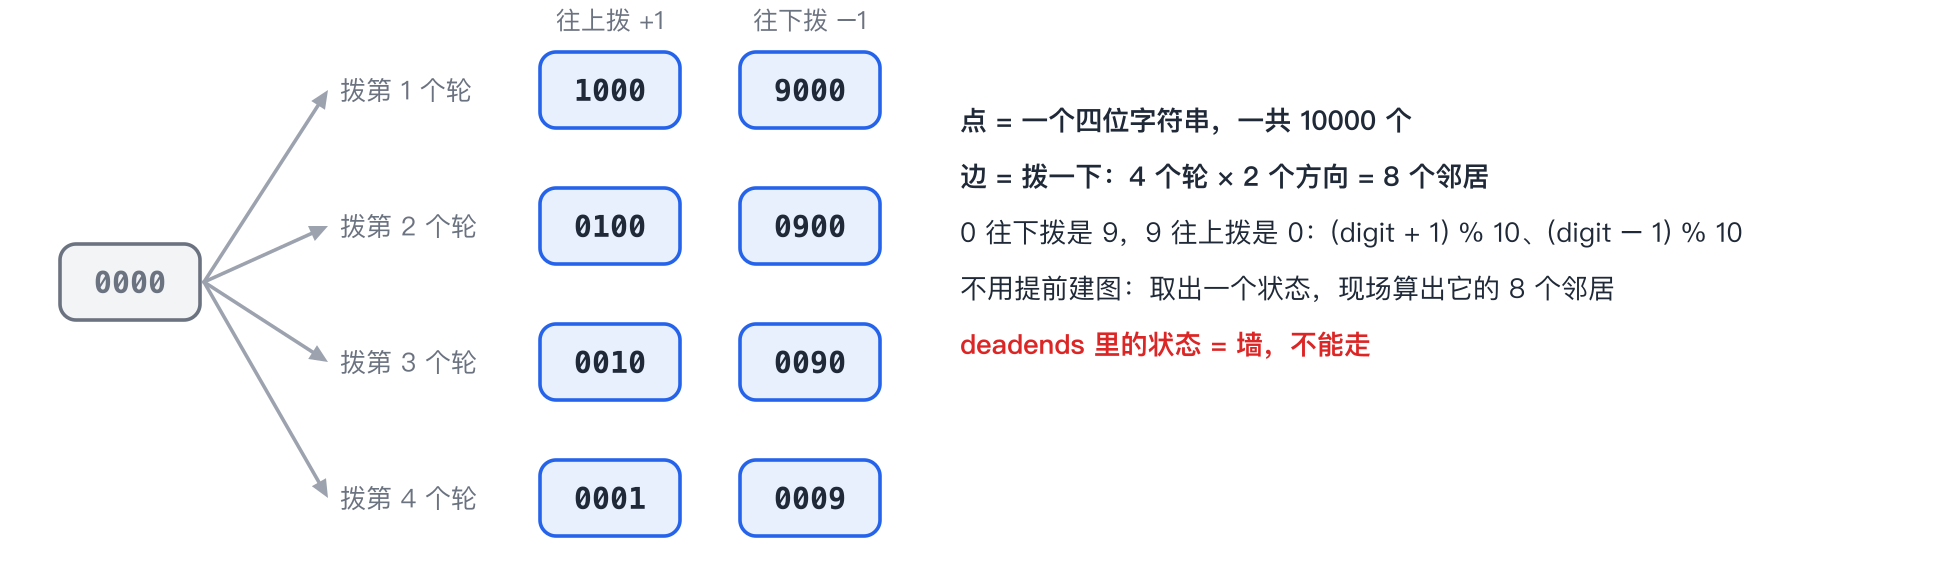 往上拨 +1
往下拨 −1
拨第 1 个轮
1000
9000
拨第 2 个轮
0100
0900
0000
拨第 3 个轮
0010
0090
拨第 4 个轮
0001
0009
点 = 一个四位字符串，一共 10000 个
边 = 拨一下：4 个轮 × 2 个方向 = 8 个邻居
0 往下拨是 9，9 往上拨是 0：(digit + 1) % 10、(digit − 1) % 10
不用提前建图：取出一个状态，现场算出它的 8 个邻居
deadends 里的状态 = 墙，不能走